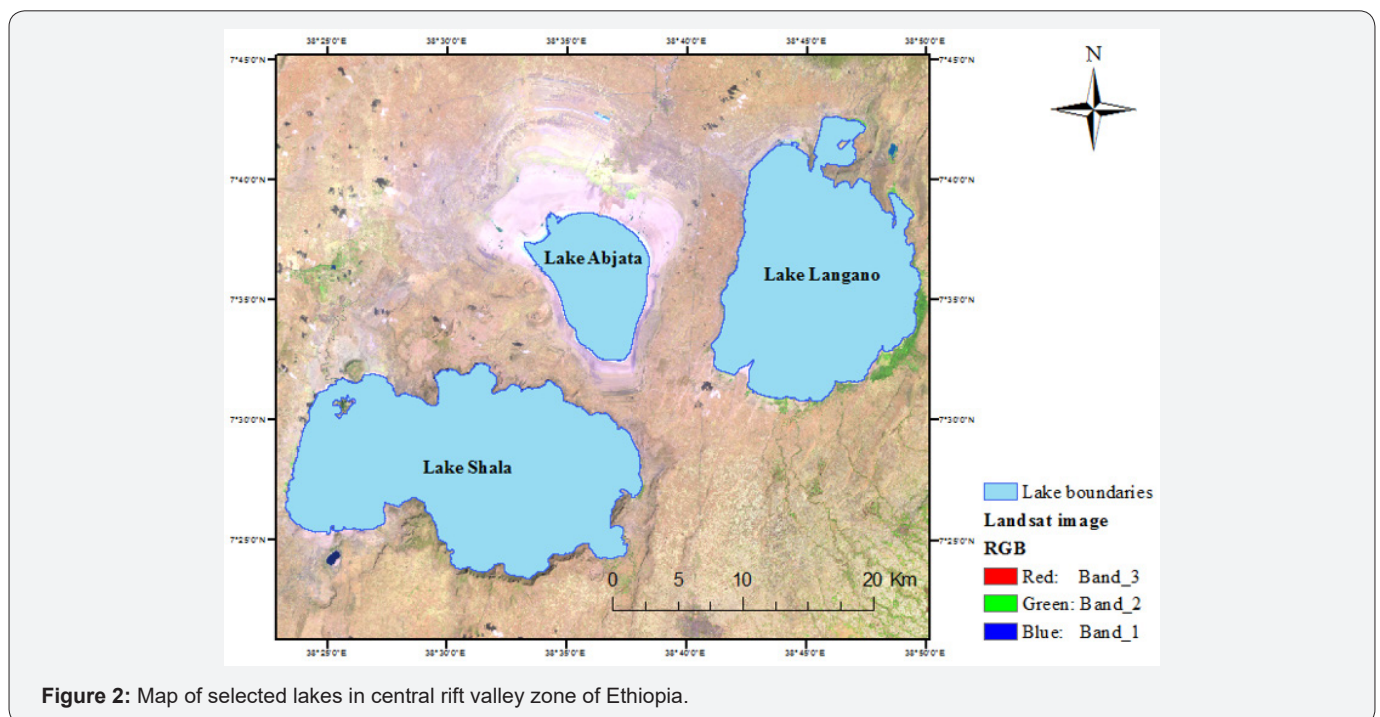 38°25'0"E 38°30'0"E 38°35'0"E 38°40'0"E 38°45'0"E 38°50'0"E
N
7°45'0"N 7°45'0"N
7°40'0"N 7°40'0"N
Lake Abjata
Lake Langano
7°35'0"N 7°35'0"N
7°30'0"N 7°30'0"N
Lake Shala
Lake boundaries
Landsat image
RGB
Red: Band_3
Green: Band_2
Blue: Band_1
7°25'0"N 7°25'0"N
0 5 10 20 Km
38°25'0"E 38°30'0"E 38°35'0"E 38°40'0"E 38°45'0"E 38°50'0"E
Figure 2: Map of selected lakes in central rift valley zone of Ethiopia.